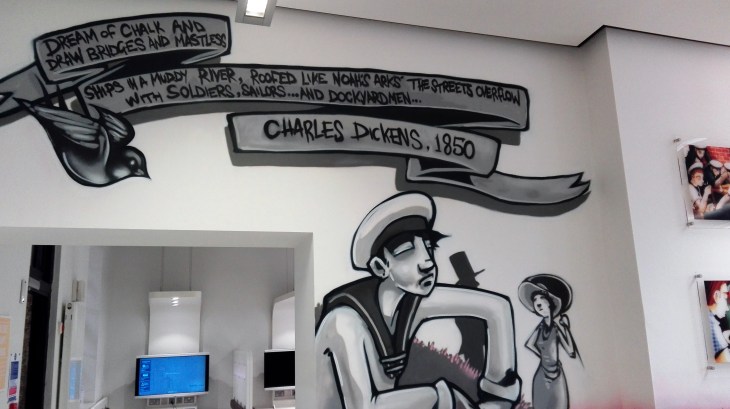 DREAM OF CHALK AND
DRAW BRIDGES AND MASTLESS
SHIPS IN A MUDDY RIVER, ROOFED LIKE NOAH'S ARKS' THE STREETS OVERFLOW
WITH SOLDIERS, SAILORS...AND DOCKYARDMEN...
CHARLES DICKENS, 1850